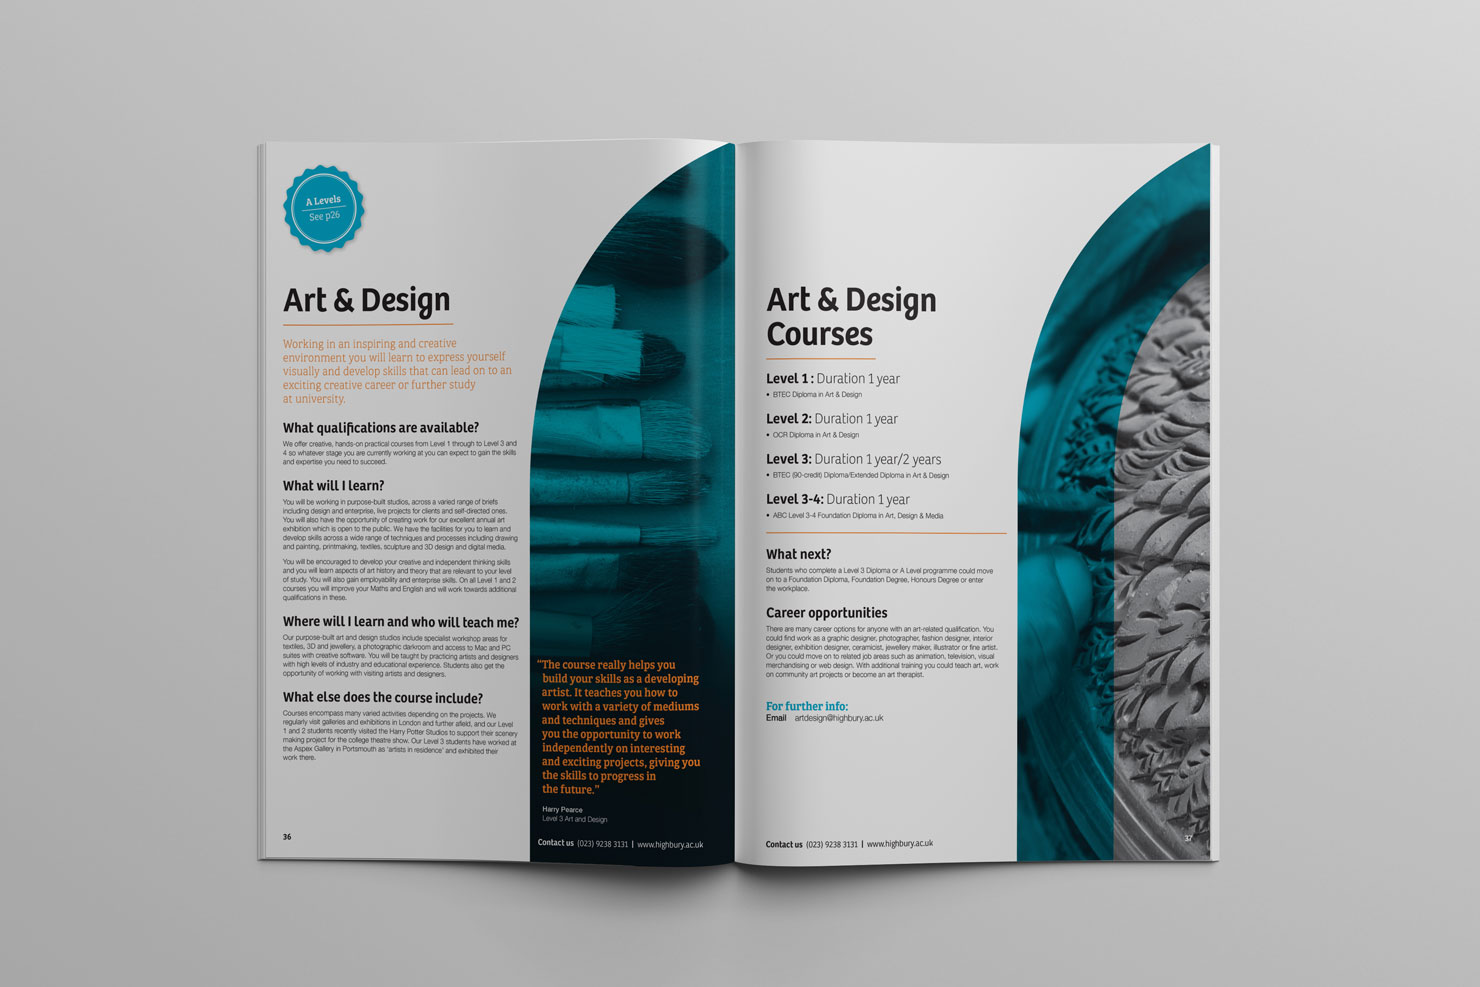 A Levels
See p26
Art & Design
Working in an inspiring and creative
environment you will learn to express yourself
visually and develop skills that can lead on to an
exciting creative career or further study
at university.
What qualifications are available?
We offer creative, hands-on practical courses from Level 1 through to Level 3 and
4 so whatever stage you are currently working at you can expect to gain the skills
and expertise you need to succeed.
What will I learn?
You will be working in purpose-built studios, across a varied range of briefs
including design and enterprise, live projects for clients and self-directed ones.
You will also have the opportunity of creating work for our excellent annual art
exhibition which is open to the public. We have the facilities for you to learn and
develop skills across a wide range of techniques and processes including drawing
and painting, printmaking, textiles, sculpture and 3D design and digital media.
You will be encouraged to develop your creative and independent thinking skills
and you will learn aspects of art history and theory that are relevant to your level
of study. You will also gain employability and enterprise skills. On all Level 1 and 2
courses you will improve your Maths and English and will work towards additional
qualifications in these.
Where will I learn and who will teach me?
Our purpose-built art and design studios include specialist workshop areas for
textiles, 3D and jewellery, a photographic darkroom and access to Mac and PC
suites with creative software. You will be taught by practicing artists and designers
with high levels of industry and educational experience. Students also get the
opportunity of working with visiting artists and designers.
What else does the course include?
Courses encompass many varied activities depending on the projects. We
regularly visit galleries and exhibitions in London and further afield, and our Level
1 and 2 students recently visited the Harry Potter Studios to support their scenery
making project for the college theatre show. Our Level 3 students have worked at
the Aspex Gallery in Portsmouth as 'artists in residence' and exhibited their
work there.
36
"The course really helps you
build your skills as a developing
artist. It teaches you how to
work with a variety of mediums
and techniques and gives
you the opportunity to work
independently on interesting
and exciting projects, giving you
the skills to progress in
the future."
Harry Pearce
Level 3 Art and Design
Contact us (023) 9238 3131 | www.highbury.ac.uk
Art & Design
Courses
Level 1 : Duration 1 year
• BTEC Diploma in Art & Design
Level 2: Duration 1 year
• OCR Diploma in Art & Design
Level 3: Duration 1 year/2 years
• BTEC (90-credit) Diploma/Extended Diploma in Art & Design
Level 3-4: Duration 1 year
• ABC Level 3-4 Foundation Diploma in Art, Design & Media
What next?
Students who complete a Level 3 Diploma or A Level programme could move
on to a Foundation Diploma, Foundation Degree, Honours Degree or enter
the workplace.
Career opportunities
There are many career options for anyone with an art-related qualification. You
could find work as a graphic designer, photographer, fashion designer, interior
designer, exhibition designer, ceramicist, jewellery maker, illustrator or fine artist.
Or you could move on to related job areas such as animation, television, visual
merchandising or web design. With additional training you could teach art, work
on community art projects or become an art therapist.
For further info:
Email artdesign@highbury.ac.uk
Contact us (023) 9238 3131 | www.highbury.ac.uk
37